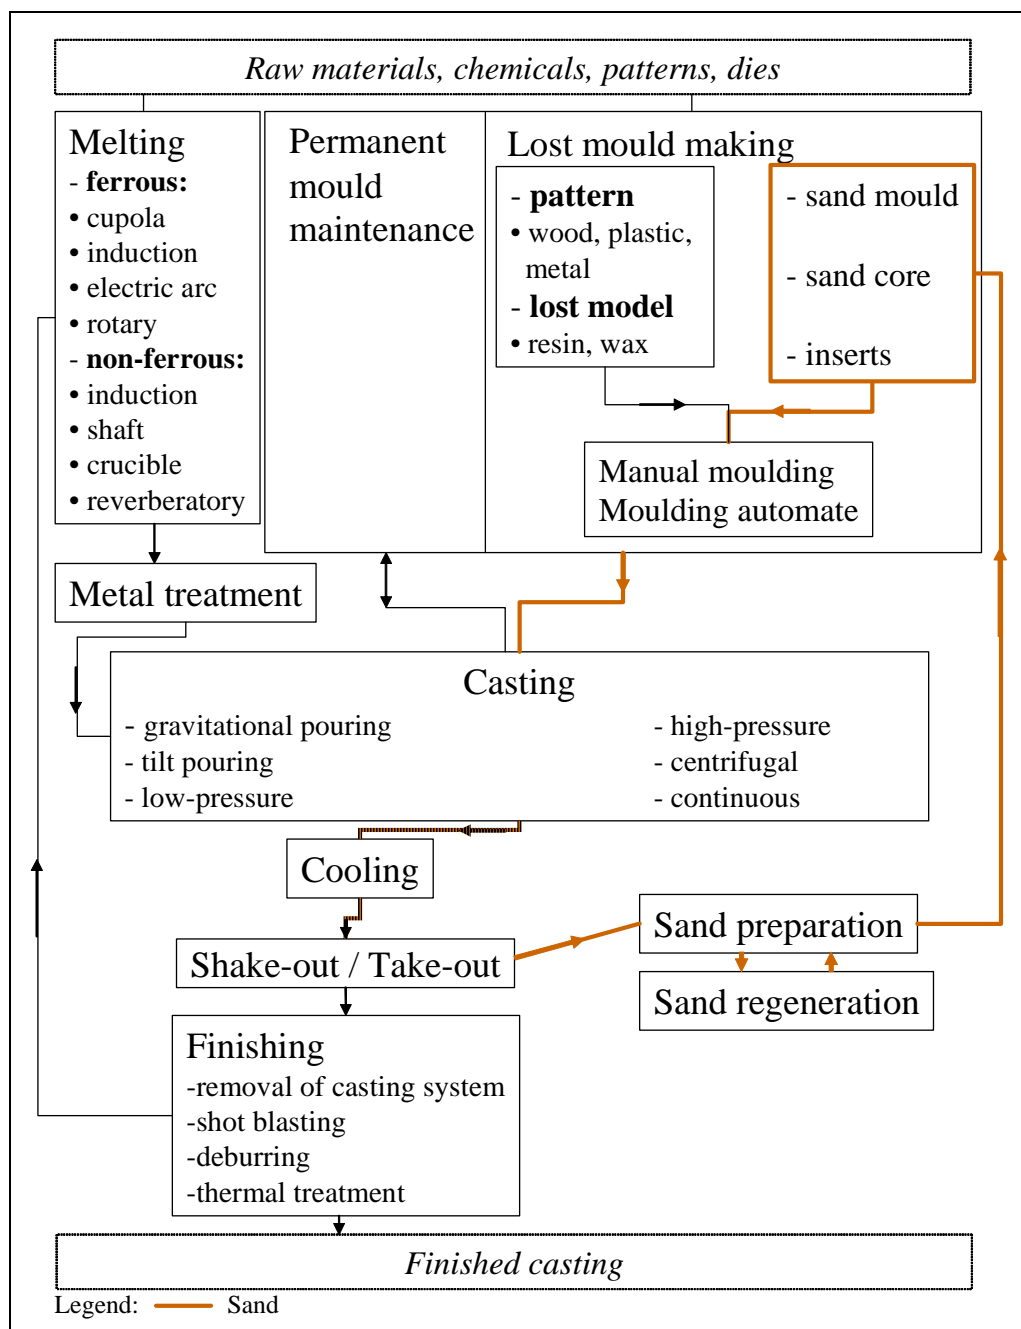 Raw materials, chemicals, patterns, dies
Melting
- ferrous:
• cupola
• induction
• electric arc
• rotary
- non-ferrous:
• induction
• shaft
• crucible
• reverberatory
Permanent
mould
maintenance
Lost mould making
- pattern
• wood, plastic,
metal
- lost model
• resin, wax
- sand mould
- sand core
- inserts
Manual moulding
Moulding automate
Metal treatment
Casting
- gravitational pouring
- tilt pouring
- low-pressure
- high-pressure
- centrifugal
- continuous
Cooling
Shake-out / Take-out
Sand preparation
Sand regeneration
Finishing
-removal of casting system
-shot blasting
-deburring
-thermal treatment
Finished casting
Legend: Sand